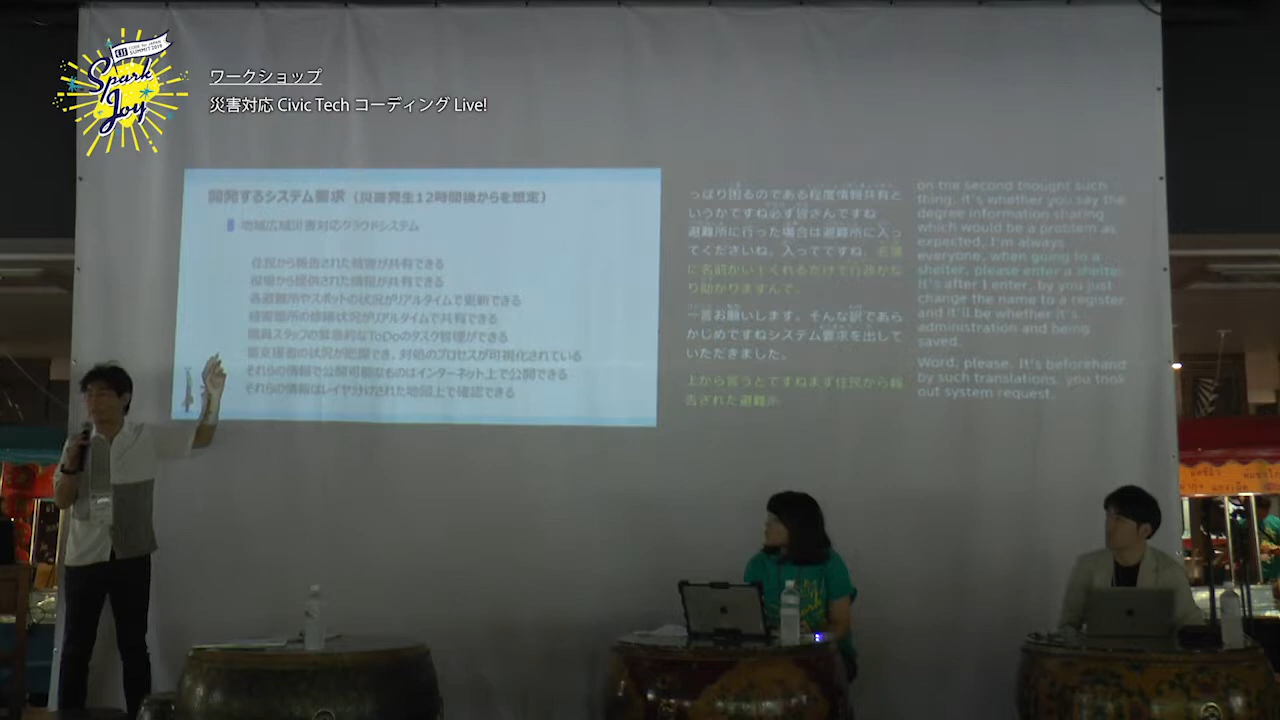 CODE for JAPAN
SUMMIT 2019
Spark
Joy
ワークショップ
災害対応 Civic Tech コーディング Live!
開発するシステム要求（災害発生12時間後からを想定）
地域広域災害対応クラウドシステム
住民から報告された被害が共有できる
役場から提供された情報が共有できる
各避難所やスポットの状況がリアルタイムで更新できる
被害箇所の修繕状況がリアルタイムで共有できる
職員スタッフの緊急的なToDoのタスク管理ができる
要支援者の状況が把握でき、対処のプロセスが可視化されている
それらの情報で公開可能なものはインターネット上で公開できる
それらの情報はレイヤ分けされた地図上で確認できる
っぱり困るのである程度情報共有と
いうかですね必ず皆さんですね
避難所に行った場合は避難所に入っ
てくださいね。入ってですね、名簿
に名前かい
くれるだけで行政かな
り助かりますんで。
一言お願いします。そんな訳であら
かじめですねシステム要求を出して
いただきました。
上から言うとですねまず住民から報
告された避難所
on the second thought such
thing, it's whether you say the
degree information sharing
which would be a problem as
expected, I'm always
everyone, when going to a
shelter, please enter a shelter.
It's after I enter, by you just
change the name to a register
and it'll be whether it's
administration and being
saved.
Word, please. It's beforehand
by such translations, you took
out system request.